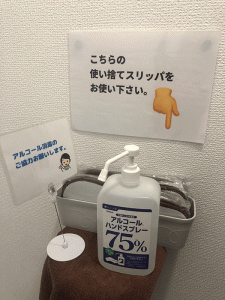 こちらの
使い捨てスリッパを
お使い下さい。
アルコール消毒の
ご協力お願いします。
アルコール
ハンドスプレー
75%